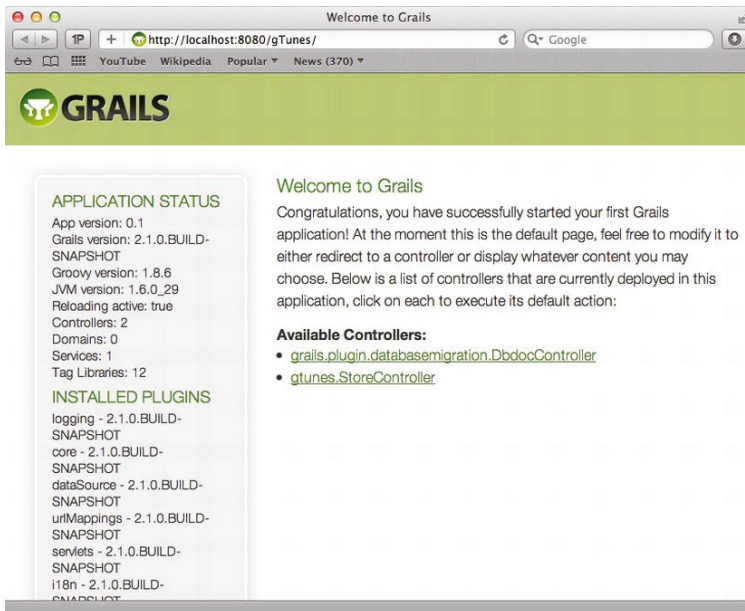 Welcome to Grails
1P + http://localhost:8080/gTunes/ Google
YouTube Wikipedia Popular News (370)
GRAILS
APPLICATION STATUS
App version: 0.1
Grails version: 2.1.0.BUILD-
SNAPSHOT
Groovy version: 1.8.6
JVM version: 1.6.0_29
Reloading active: true
Controllers: 2
Domains: 0
Services: 1
Tag Libraries: 12
INSTALLED PLUGINS
logging - 2.1.0.BUILD-
SNAPSHOT
core - 2.1.0.BUILD-
SNAPSHOT
dataSource - 2.1.0.BUILD-
SNAPSHOT
urlMappings - 2.1.0.BUILD-
SNAPSHOT
servlets - 2.1.0.BUILD-
SNAPSHOT
i18n - 2.1.0.BUILD-
SNAPSHOT
Welcome to Grails
Congratulations, you have successfully started your first Grails
application! At the moment this is the default page, feel free to modify it to
either redirect to a controller or display whatever content you may
choose. Below is a list of controllers that are currently deployed in this
application, click on each to execute its default action:
Available Controllers:
• grails.plugin.databasemigration.DbdocController
• gtunes.StoreController